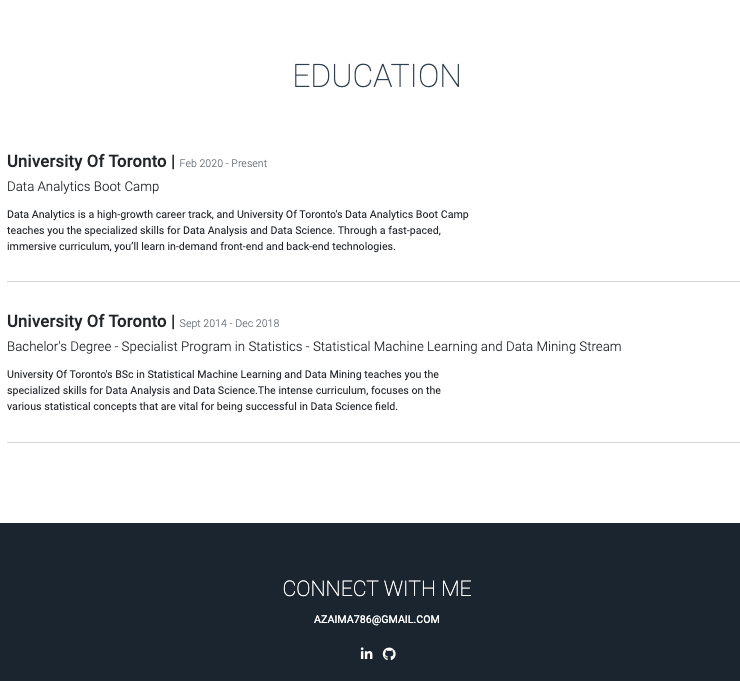 EDUCATION
University Of Toronto | Feb 2020 - Present
Data Analytics Boot Camp
Data Analytics is a high-growth career track, and University Of Toronto's Data Analytics Boot Camp
teaches you the specialized skills for Data Analysis and Data Science. Through a fast-paced,
immersive curriculum, you'll learn in-demand front-end and back-end technologies.
University Of Toronto | Sept 2014 - Dec 2018
Bachelor's Degree - Specialist Program in Statistics - Statistical Machine Learning and Data Mining Stream
University Of Toronto's BSc in Statistical Machine Learning and Data Mining teaches you the
specialized skills for Data Analysis and Data Science.The intense curriculum, focuses on the
various statistical concepts that are vital for being successful in Data Science field.
CONNECT WITH ME
AZAIMA786@GMAIL.COM
in